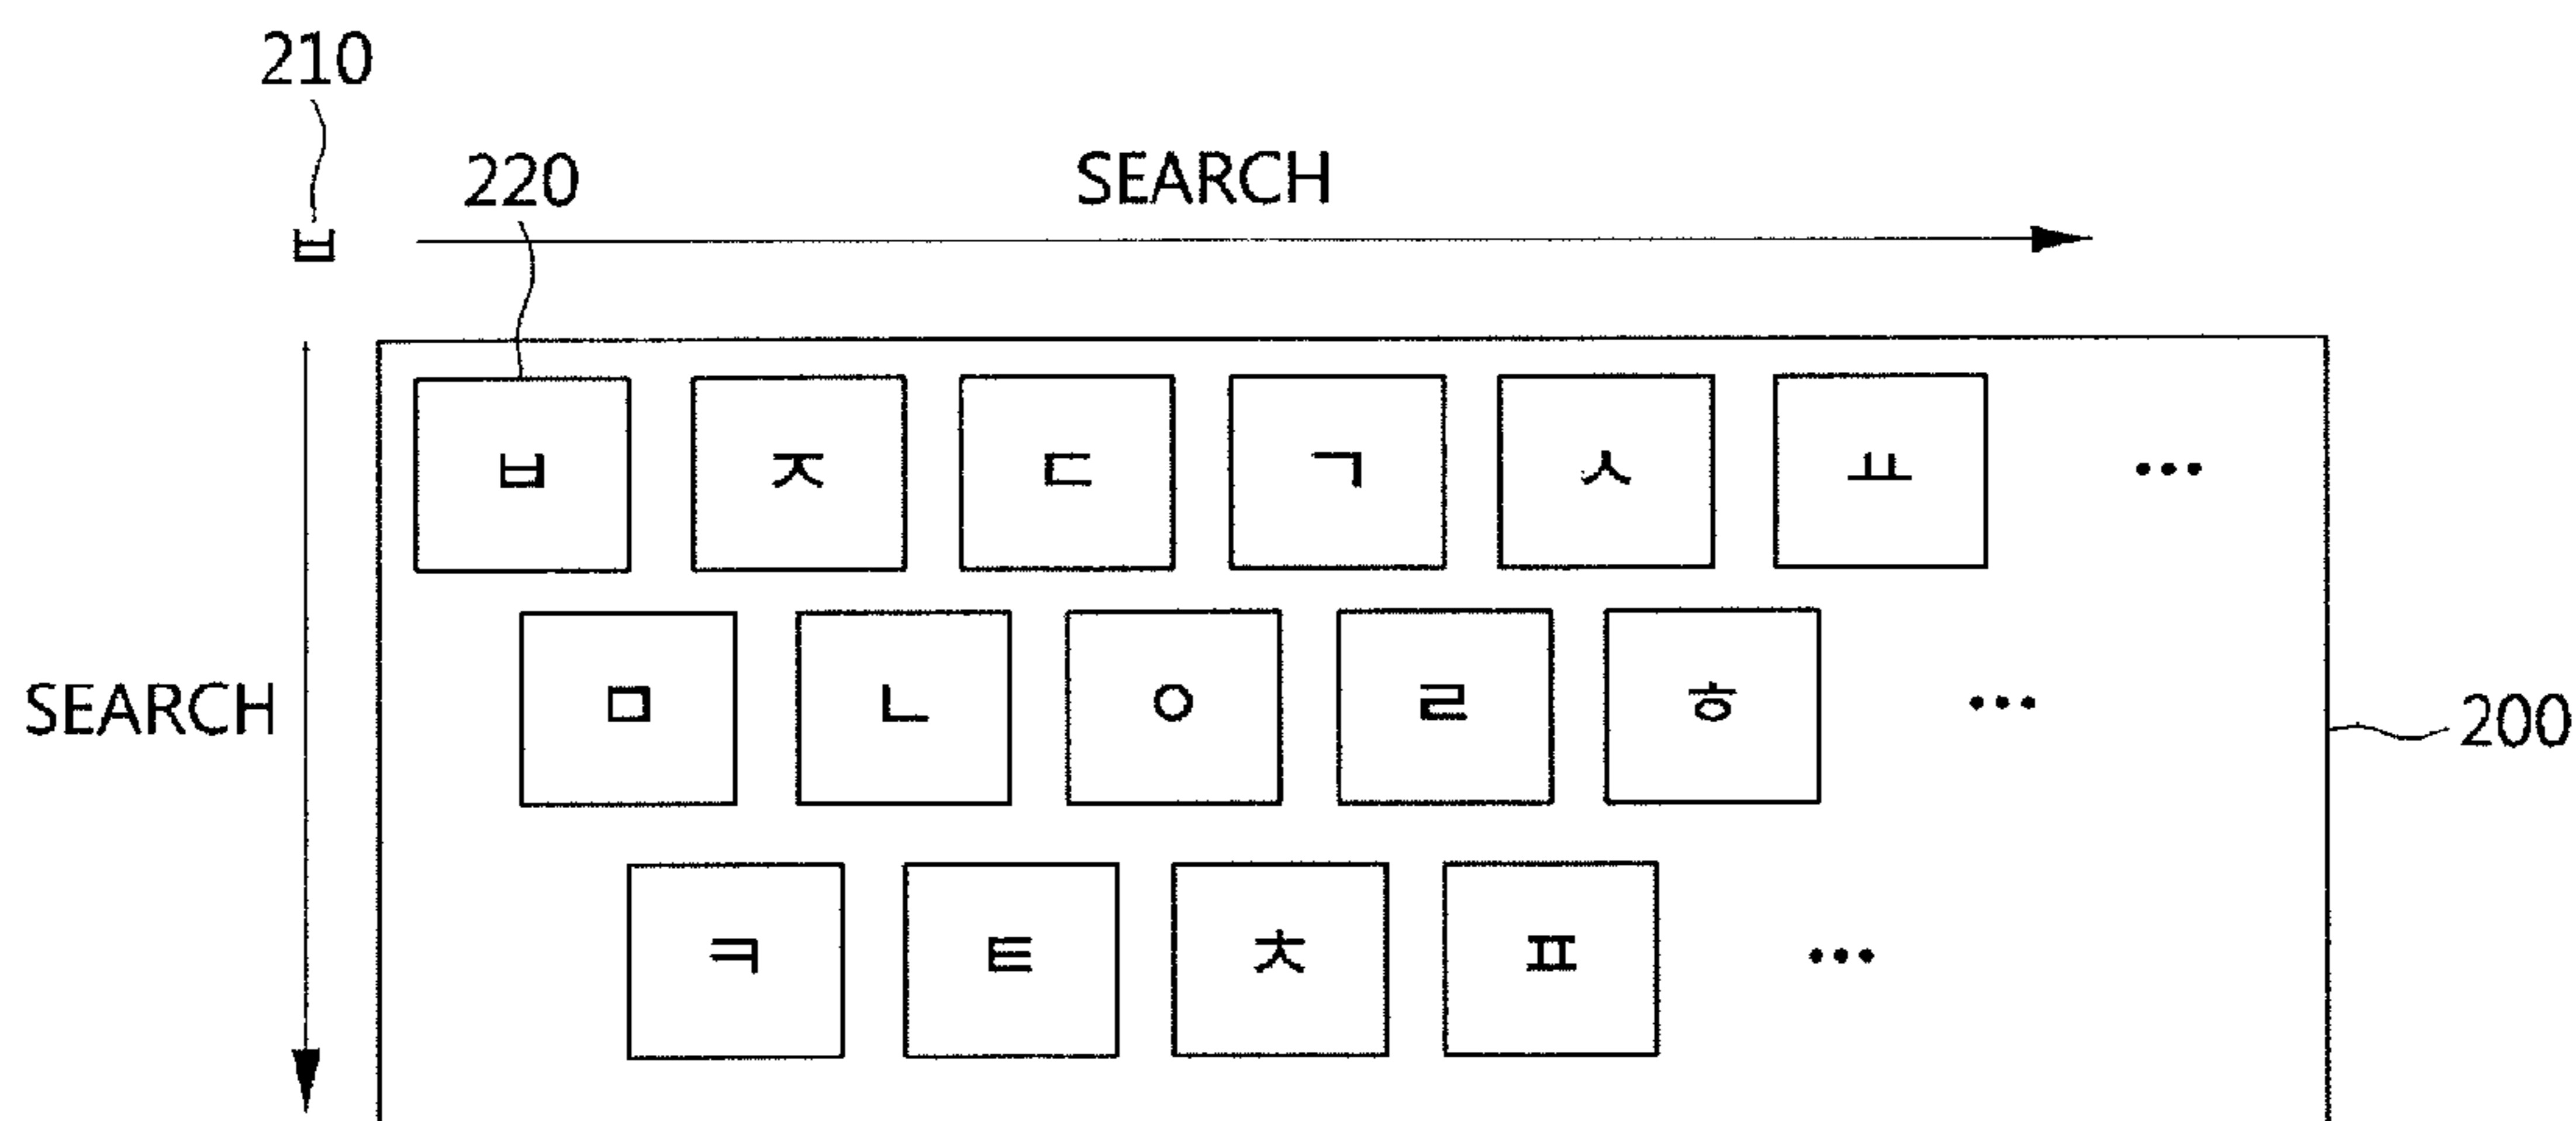 210
220
SEARCH
ㅂ
ㅂ ㅈ ㄷ ㄱ ㅅ ㅛ ...
SEARCH
ㅁ ㄴ ㅇ ㄹ ㅎ ...
200
ㅋ ㅌ ㅊ ㅍ ...